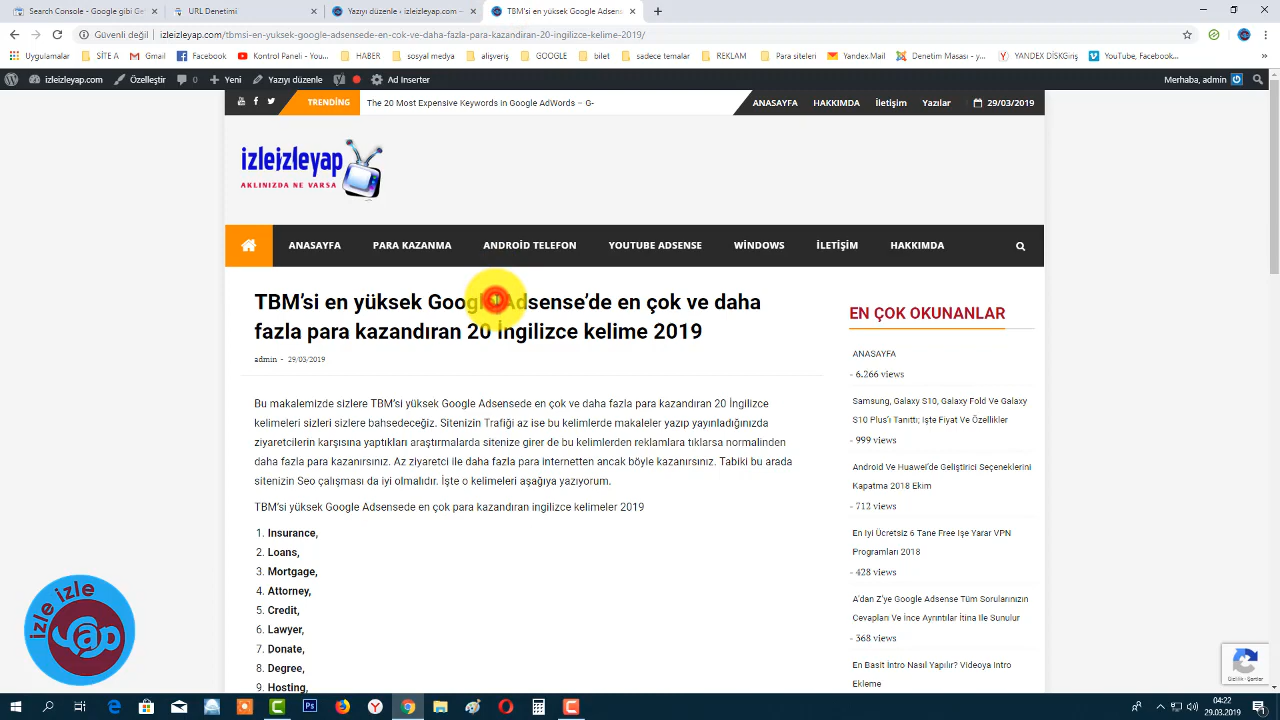 Search Console - Google'dan Geç
URL Denetimi
Yazıyı düzenle ‹ izleizleyap.com —
TBM'si en yüksek Google Adsens
Güvenli değil
izleizleyap.com/tbmsi-en-yuksek-google-adsensede-en-cok-ve-daha-fazla-para-kazandiran-20-ingilizce-kelime-2019/
Uygulamalar
SİTE A
Gmail
Facebook
Kontrol Paneli - You...
HABER
sosyal medya
alışveriş
GOOGLE
bilet
sadece temalar
REKLAM
Para siteleri
Yandex.Mail
Denetim Masası - y...
YANDEX DİSKGiriş
YouTube, Facebook,...
izleizleyap.com
Özelleştir
0
Yeni
Yazıyı düzenle
Ad Inserter
Merhaba, admin
TRENDİNG
The 20 Most Expensive Keywords in Google AdWords – G-
ANASAYFA
HAKKIMDA
İletişim
Yazılar
29/03/2019
izleizleyap
AKLINIZDA NE VARSA
ANASAYFA
PARA KAZANMA
ANDROİD TELEFON
YOUTUBE ADSENSE
WİNDOWS
İLETİŞİM
HAKKIMDA
TBM'si en yüksek Google Adsense'de en çok ve daha
fazla para kazandıran 20 İngilizce kelime 2019
admin - 29/03/2019
Bu makalemizde sizlere TBM'si yüksek Google Adsensede en çok ve daha fazla para kazandıran 20 İngilizce
kelimeleri sizleri sizlere bahsedeceğiz. Sitenizin Trafiği az ise bu kelimlerde makaleler yazıp yayınladığınızda
ziyaretcilerin karşısına yaptıkları araştırmalarda sitenize girer de bu kelimlerden reklamlara tıklarsa normalinden
daha fazla para kazanırsınız. Az ziyaretci ile daha fazla para internetten ancak böyle kazanırsınız. Tabiki bu arada
sitenizin Seo çalışması da iyi olmalıdır. İşte o kelimeleri aşağıya yazıyorum.
TBM'si yüksek Google Adsensede en çok para kazandıran ingilizce kelimeler 2019
1. Insurance,
2. Loans,
3. Mortgage,
4. Attorney,
5. Credit,
6. Lawyer,
7. Donate,
8. Degree,
9. Hosting,
EN ÇOK OKUNANLAR
ANASAYFA
- 6.266 views
Samsung, Galaxy S10, Galaxy Fold Ve Galaxy
S10 Plus'ı Tanıttı; Işte Fiyat Ve Özellikler
- 999 views
Android Ve Huawei'de Geliştirici Seçeneklerini
Kapatma 2018 Ekim
- 712 views
En Iyi Ücretsiz 6 Tane Free Işe Yarar VPN
Programları 2018
- 428 views
A'dan Z'ye Google Adsense Tüm Sorularınızın
Cevapları Ve Ince Ayrıntılar Itina Ile Sunulur
- 368 views
En Basit İntro Nasıl Yapılır? Videoya Intro
Ekleme
izle izle
yap
Gizlilik - Şartlar
04:22
29.03.2019